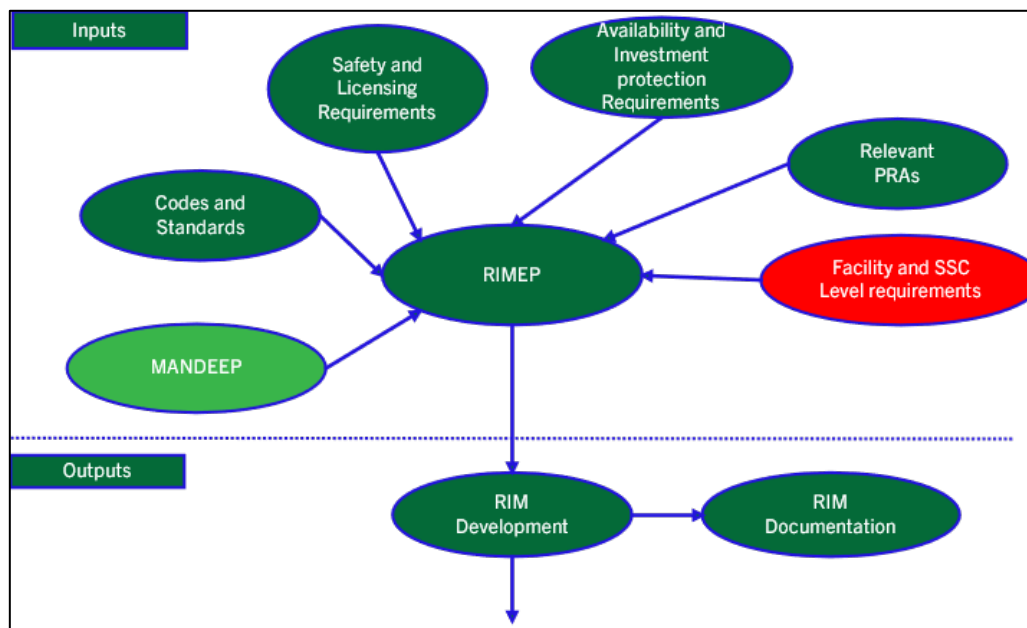 Inputs
Availability and
Investment
protection
Requirements
Safety and
Licensing
Requirements
Relevant
PRAs
Codes and
Standards
RIMEP
Facility and SSC
Level requirements
MANDEEP
Outputs
RIM
Development
RIM
Documentation